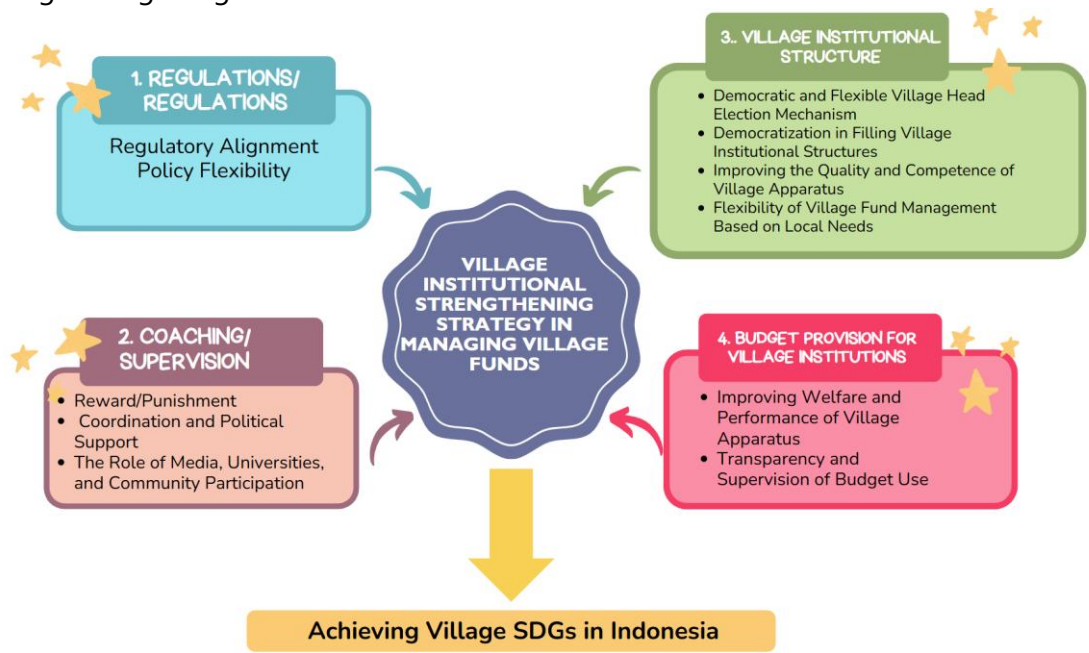 1. REGULATIONS/
REGULATIONS
Regulatory Alignment
Policy Flexibility
2. COACHING/
SUPERVISION
• Reward/Punishment
• Coordination and Political
Support
• The Role of Media, Universities,
and Community Participation
VILLAGE
INSTITUTIONAL
STRENGTHENING
STRATEGY IN
MANAGING VILLAGE
FUNDS
3.. VILLAGE INSTITUTIONAL
STRUCTURE
• Democratic and Flexible Village Head
Election Mechanism
• Democratization in Filling Village
Institutional Structures
• Improving the Quality and Competence of
Village Apparatus
• Flexibility of Village Fund Management
Based on Local Needs
4. BUDGET PROVISION FOR
VILLAGE INSTITUTIONS
• Improving Welfare and
Performance of Village
Apparatus
• Transparency and
Supervision of Budget Use
Achieving Village SDGs in Indonesia